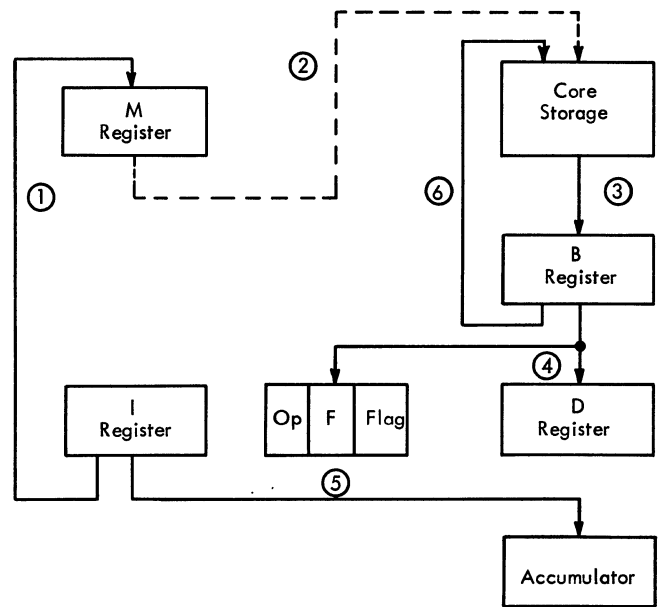 ②
Core
Storage
M
Register
①
⑥
③
B
Register
④
I
Register
Op F Flag
D
Register
⑤
Accumulator